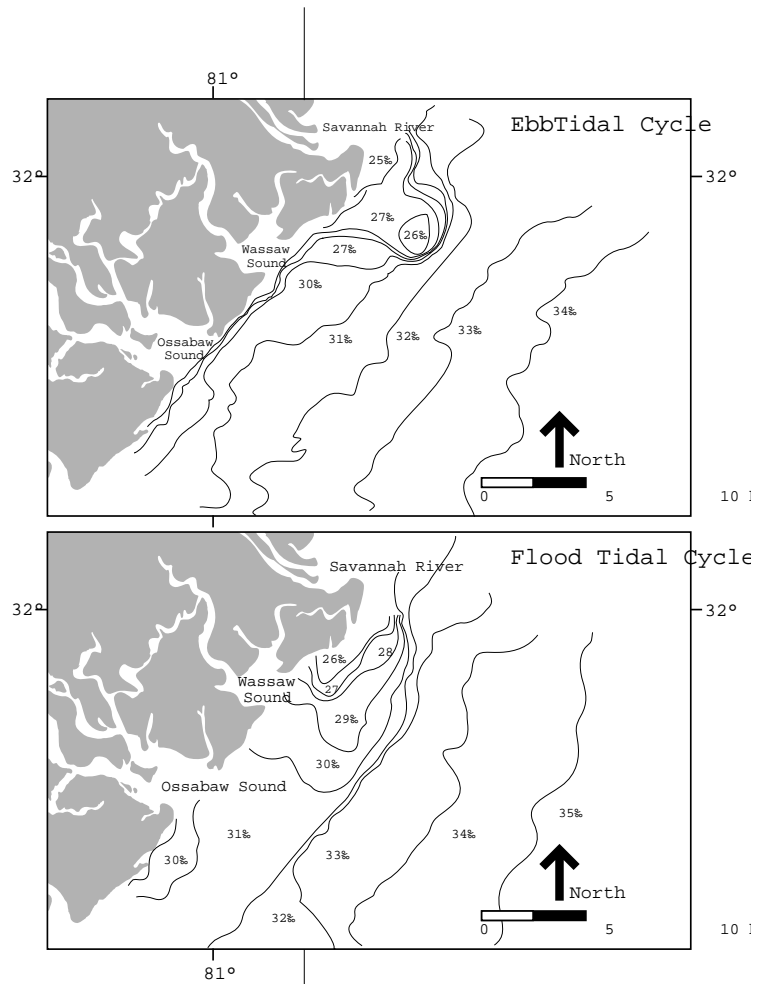 81°
Savannah River
EbbTidal Cycle
25‰
32°
32°
27‰
26‰
Wassaw
Sound
27‰
30‰
34‰
33‰
31‰
32‰
Ossabaw
Sound
North
0 5 10
Flood Tidal Cycle
Savannah River
32°
32°
28
26‰
Wassaw
Sound
27
29‰
30‰
Ossabaw Sound
35‰
31‰
34‰
33‰
30‰
North
32‰
0 5 10
81°